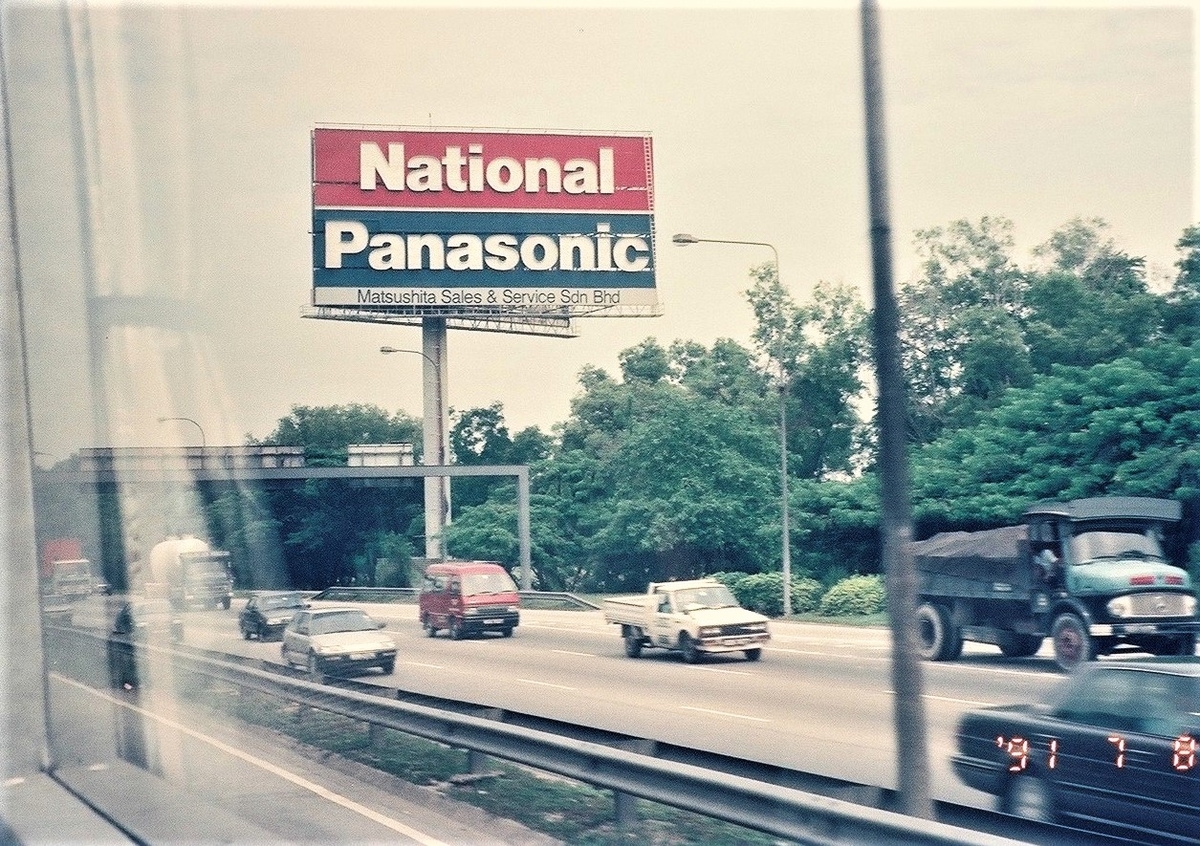 National
Panasonic
Matsushita Sales & Service Sdn Bhd
'91 7 8